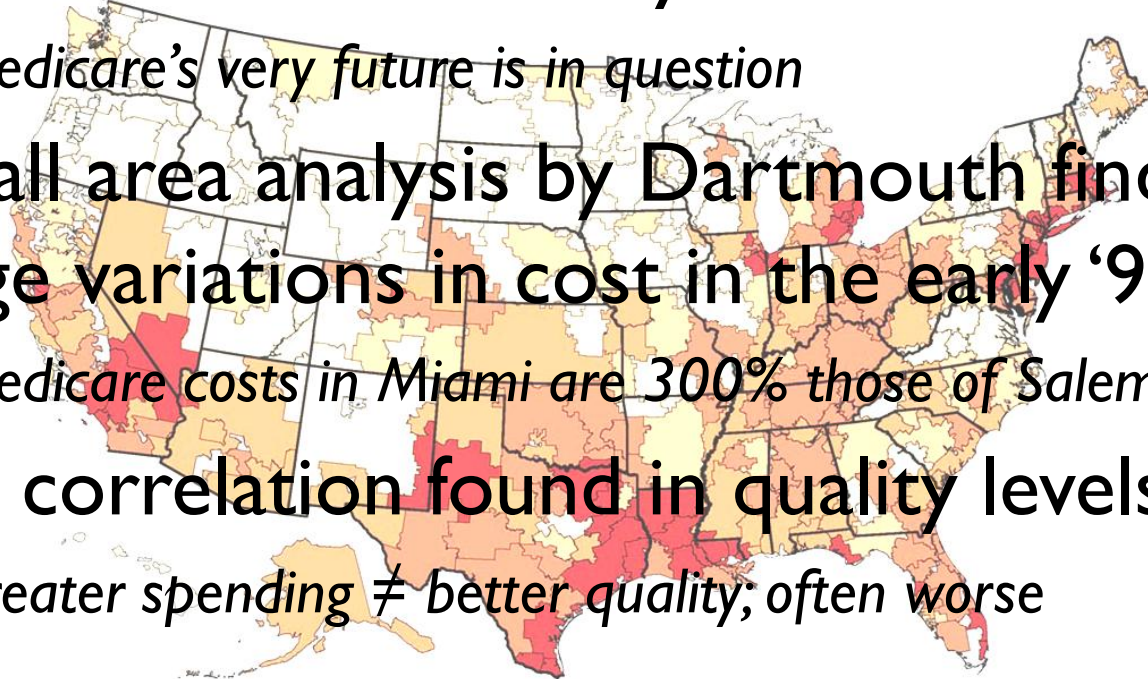 edicare’s very future is in question
all area analysis by Dartmouth find
ge variations in cost in the early ‘9
edicare costs in Miami are 300% those of Salem
correlation found in quality levels
reater spending ≠ better quality; often worse